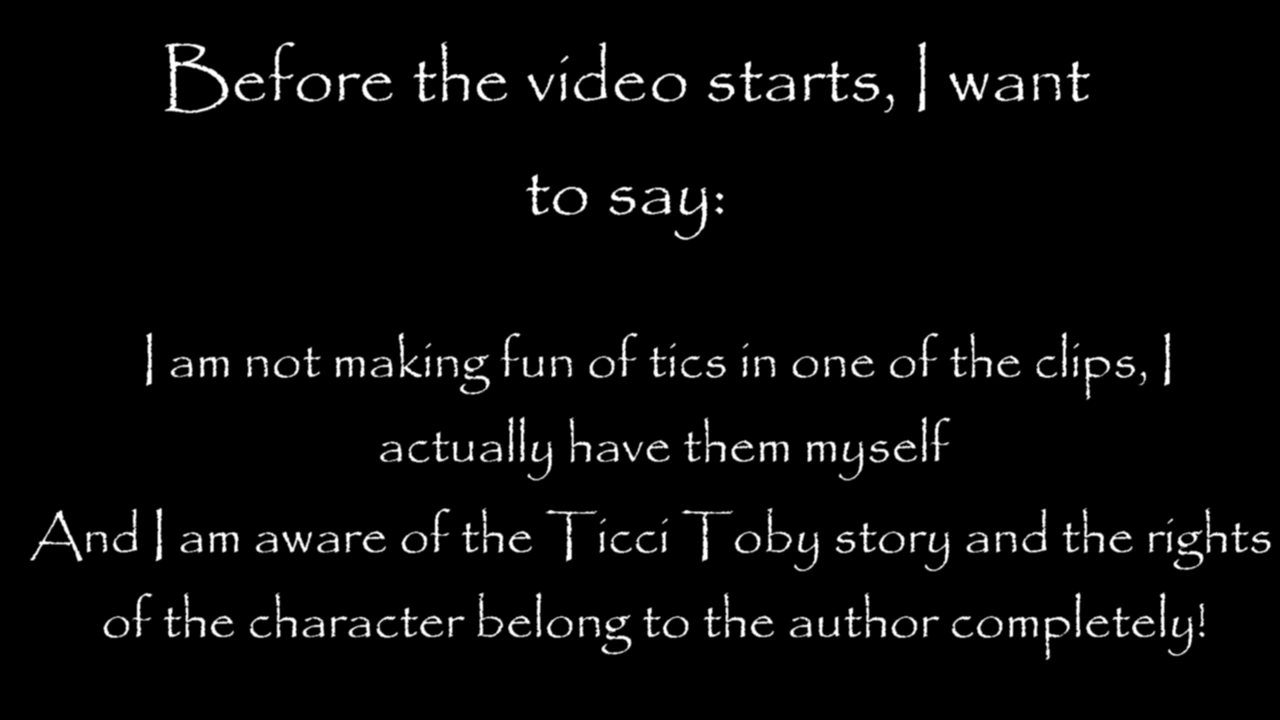 Before the video starts, I want
to say:
I am not making fun of tics in one of the clips, I
actually have them myself
And I am aware of the Ticci Toby story and the rights
of the character belong to the author completely!